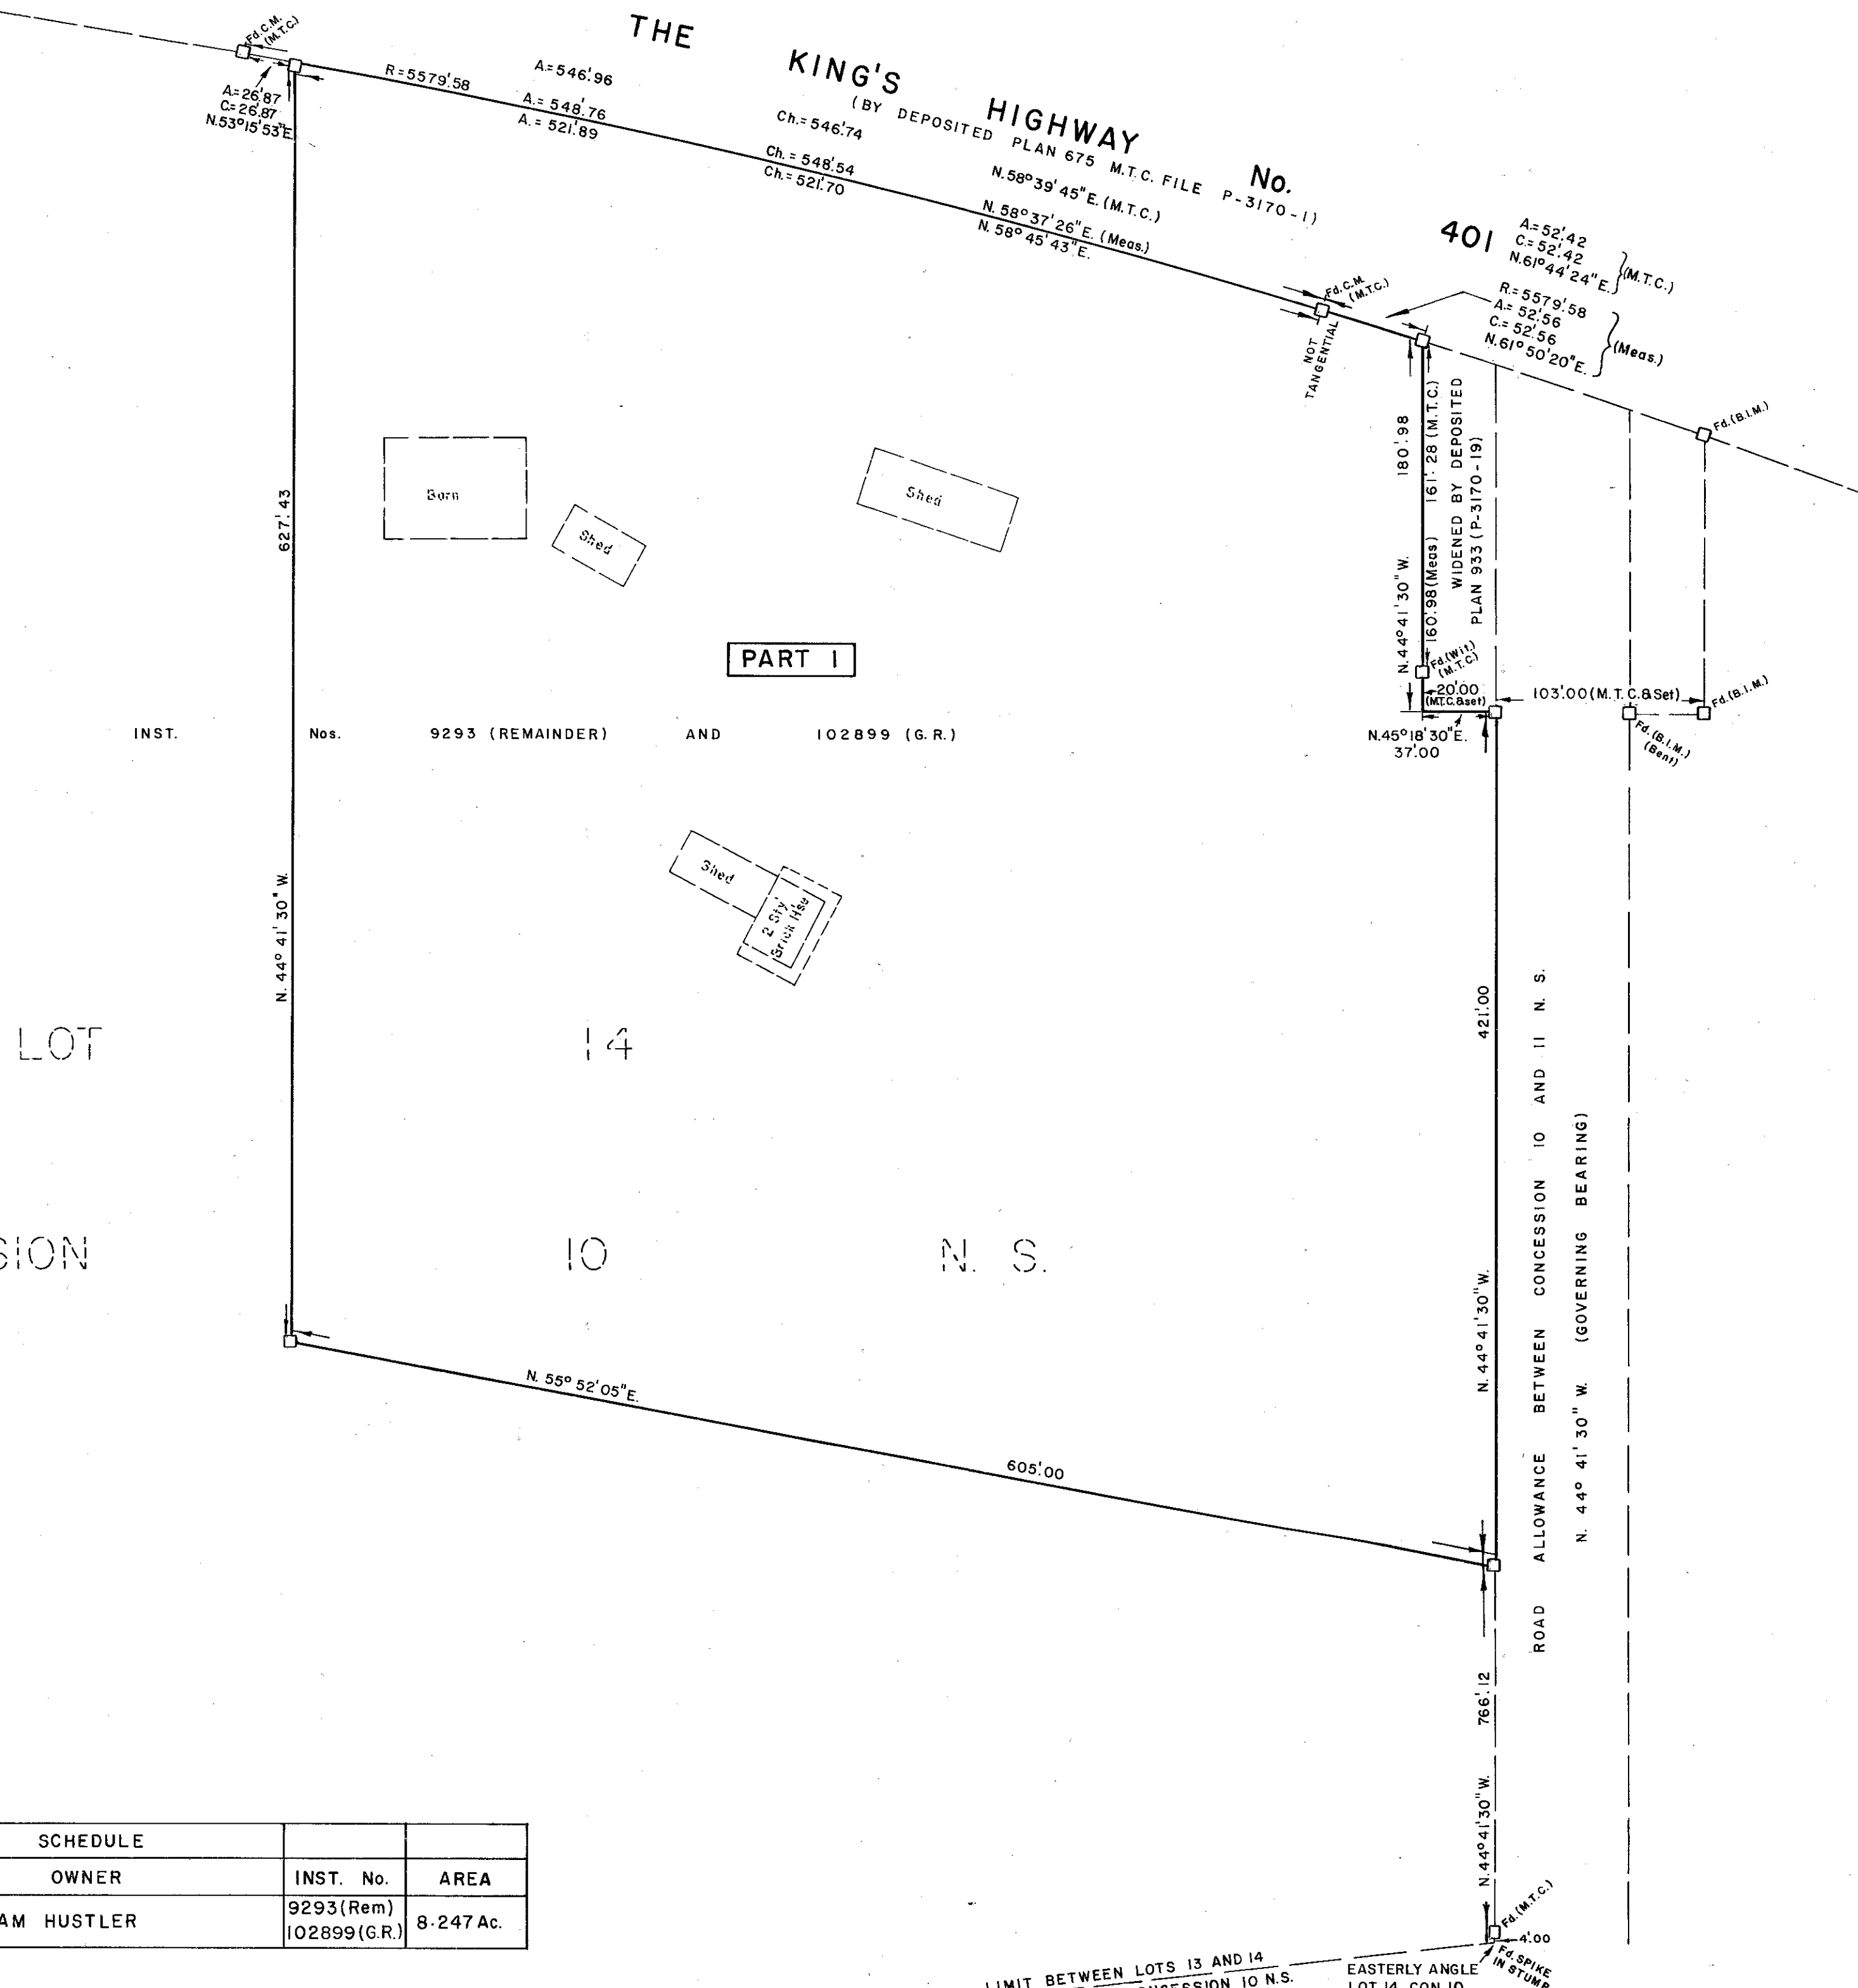 THE KING'S HIGHWAY No. 401
(BY DEPOSITED PLAN 675 M.T.C. FILE P-3170-1)
Fd. C.M.
(M.T.C.)
A.=26.'87
C.=26.'87
N.53°15'53"E.
R=5579.'58
A.=546.'96
A.=548.'76
A.=521.'89
Ch.=546.'74
Ch.=548.'54
Ch.=521.'70
N.58°39'45"E. (M.T.C.)
N. 58°37'26"E. (Meas.)
N. 58°45'43"E.
A.=52.'42
C.=52.'42
N.61°44'24"E.
(M.T.C.)
R.=5579.'58
A.=52.'56
C.=52.'56
N.61°50'20"E.
(Meas.)
Fd. C.M.
(M.T.C.)
NOT
TANGENTIAL
Fd. (B.I.M.)
180.'98
N.44°41'30"W.
161.'28 (M.T.C.)
160.98 (Meas)
WIDENED BY DEPOSITED
PLAN 933 (P-3170-19)
Fd. (Wit.)
(M.T.C.)
20.'00
(M.T.C.&set)
103.'00 (M.T.C.&Set)
Fd. (B.I.M.)
N.45°18'30"E.
37.'00
Fd. (B.I.M.)
(Bent)
627.'43
N. 44° 41' 30" W.
Barn
Shed
Shed
PART 1
INST. Nos. 9293 (REMAINDER) AND 102899 (G.R.)
Shed
2 Sty.
Brick Hse
LOT 14
SION 10 N. S.
421.'00
N.44°41'30"W.
ROAD ALLOWANCE BETWEEN CONCESSION 10 AND 11 N. S.
N. 44° 41' 30" W. (GOVERNING BEARING)
N. 55° 52'05"E.
605.'00
766.'12
N.44°41'30"W.
SCHEDULE
OWNER INST. No. AREA
AM HUSTLER 9293(Rem) 8.247 Ac.
102899(G.R.)
Fd. (M.T.C.)
4.'00
Fd. SPIKE
IN STUMP
LIMIT BETWEEN LOTS 13 AND 14
CONCESSION 10 N.S.
EASTERLY ANGLE
LOT 14, CON.10